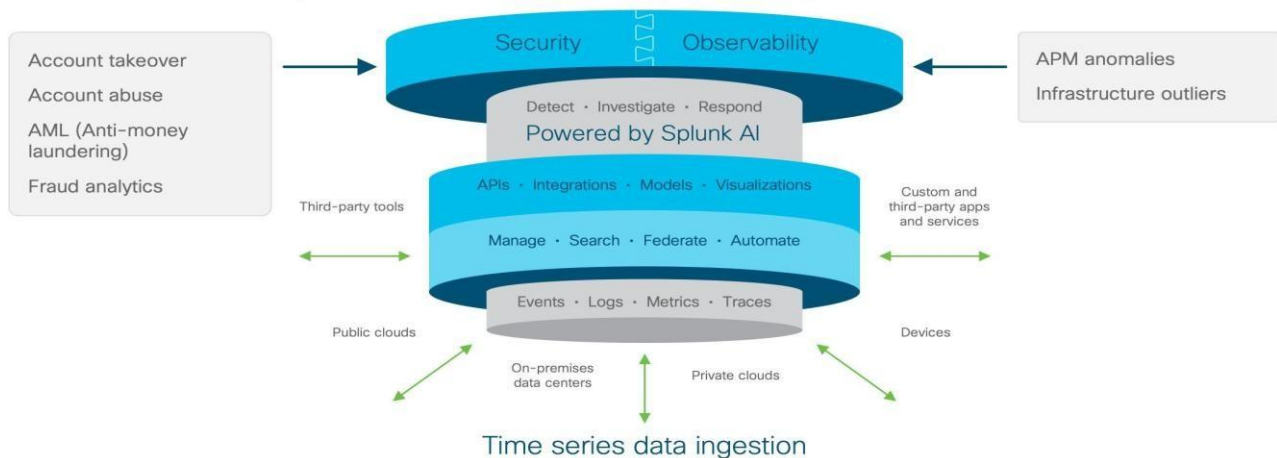 Security
Observability
Account takeover
Account abuse
AML (Anti-money
laundering)
Fraud analytics
APM anomalies
Infrastructure outliers
Detect · Investigate · Respond
Powered by Splunk AI
APIs · Integrations · Models · Visualizations
Third-party tools
Custom and
third-party apps
and services
Manage · Search · Federate · Automate
Events · Logs · Metrics · Traces
Public clouds
Devices
On-premises
data centers
Private clouds
Time series data ingestion